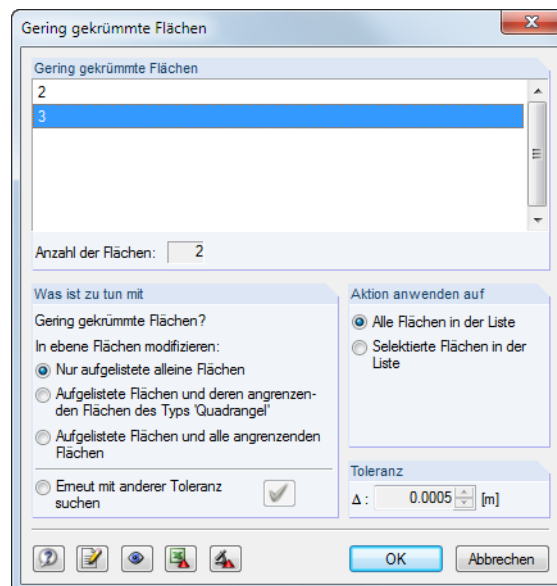 Gering gekrümmte Flächen
Gering gekrümmte Flächen
2
3
Anzahl der Flächen: 2
Was ist zu tun mit
Gering gekrümmte Flächen?
In ebene Flächen modifizieren:
Nur aufgelistete alleine Flächen
Aufgelistete Flächen und deren angrenzen-
den Flächen des Typs 'Quadrangel'
Aufgelistete Flächen und alle angrenzenden
Flächen
Erneut mit anderer Toleranz
suchen
Aktion anwenden auf
Alle Flächen in der Liste
Selektierte Flächen in der
Liste
Toleranz
Δ : 0.0005 [m]
OK
Abbrechen